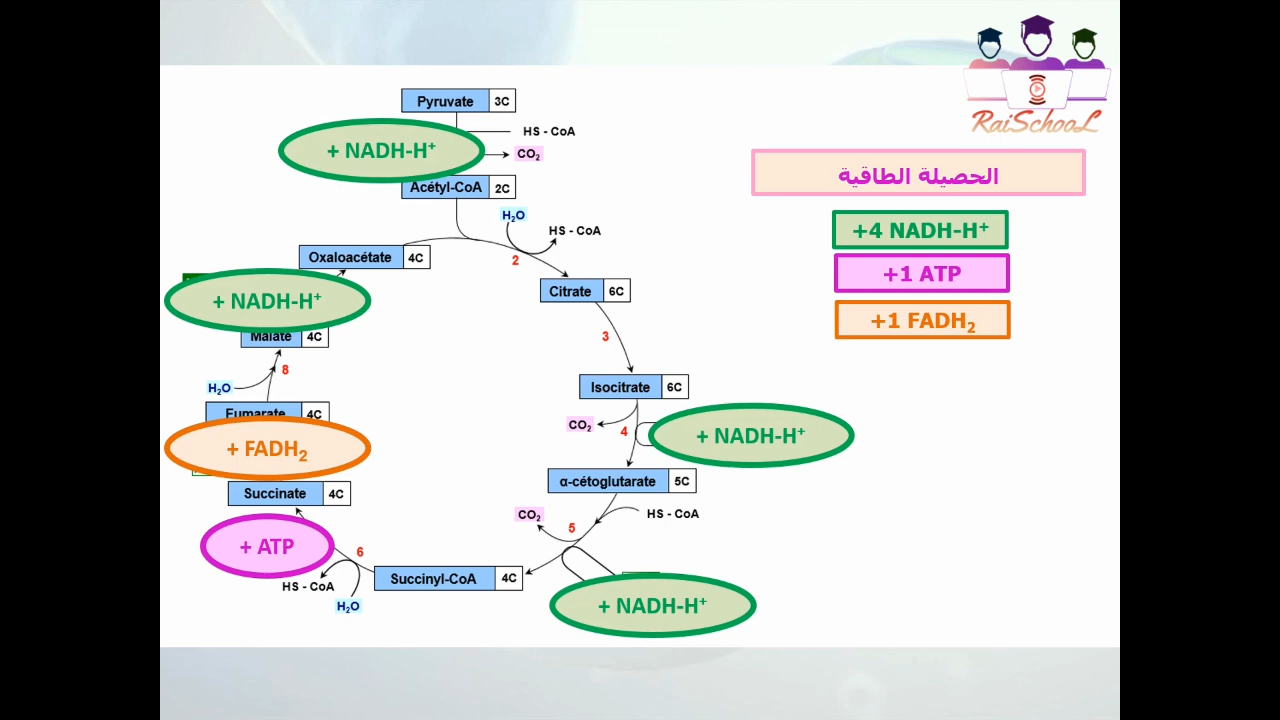 RaiSchooL
Pyruvate 3C
HS - CoA
+ NADH-H⁺
CO₂
Acétyl-CoA 2C
H₂O
HS - CoA
2
Oxaloacétate 4C
Citrate 6C
+ NADH-H⁺
3
Malate 4C
8
H₂O
Isocitrate 6C
Fumarate 4C
CO₂
4
+ NADH-H⁺
+ FADH₂
α-cétoglutarate 5C
Succinate 4C
CO₂
HS - CoA
5
+ ATP
6
Succinyl-CoA 4C
HS - CoA
H₂O
+ NADH-H⁺
الحصيلة الطاقية
+4 NADH-H⁺
+1 ATP
+1 FADH₂